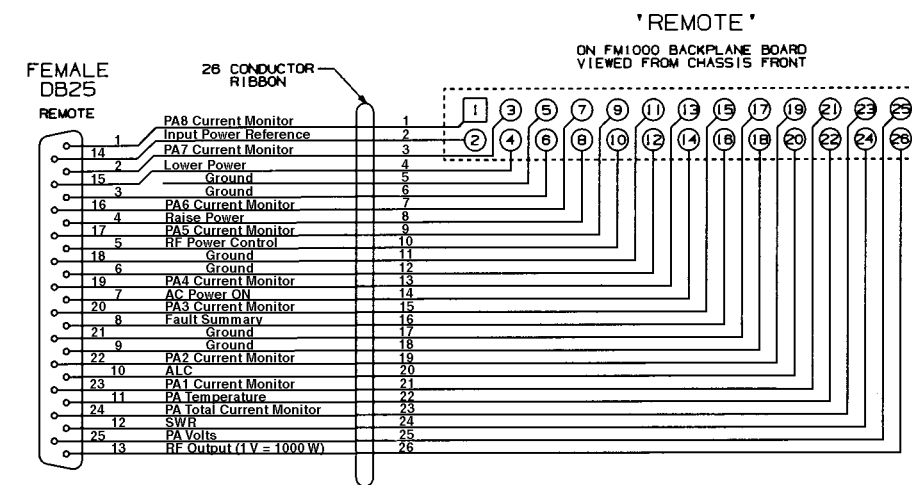 'REMOTE'
ON FM1000 BACKPLANE BOARD
VIEWED FROM CHASSIS FRONT
FEMALE
DB25
REMOTE
26 CONDUCTOR
RIBBON
1 3 5 7 9 11 13 15 17 19 21 23 25
2 4 6 8 10 12 14 16 18 20 22 24 26
1 PA8 Current Monitor 1
14 Input Power Reference 2
2 PA7 Current Monitor 3
15 Lower Power 4
3 Ground 5
Ground 6
16 PA6 Current Monitor 7
4 Raise Power 8
17 PA5 Current Monitor 9
5 RF Power Control 10
18 Ground 11
6 Ground 12
19 PA4 Current Monitor 13
7 AC Power ON 14
20 PA3 Current Monitor 15
8 Fault Summary 16
21 Ground 17
9 Ground 18
22 PA2 Current Monitor 19
10 ALC 20
23 PA1 Current Monitor 21
11 PA Temperature 22
24 PA Total Current Monitor 23
12 SWR 24
25 PA Volts 25
13 RF Output (1 V = 1000 W) 26